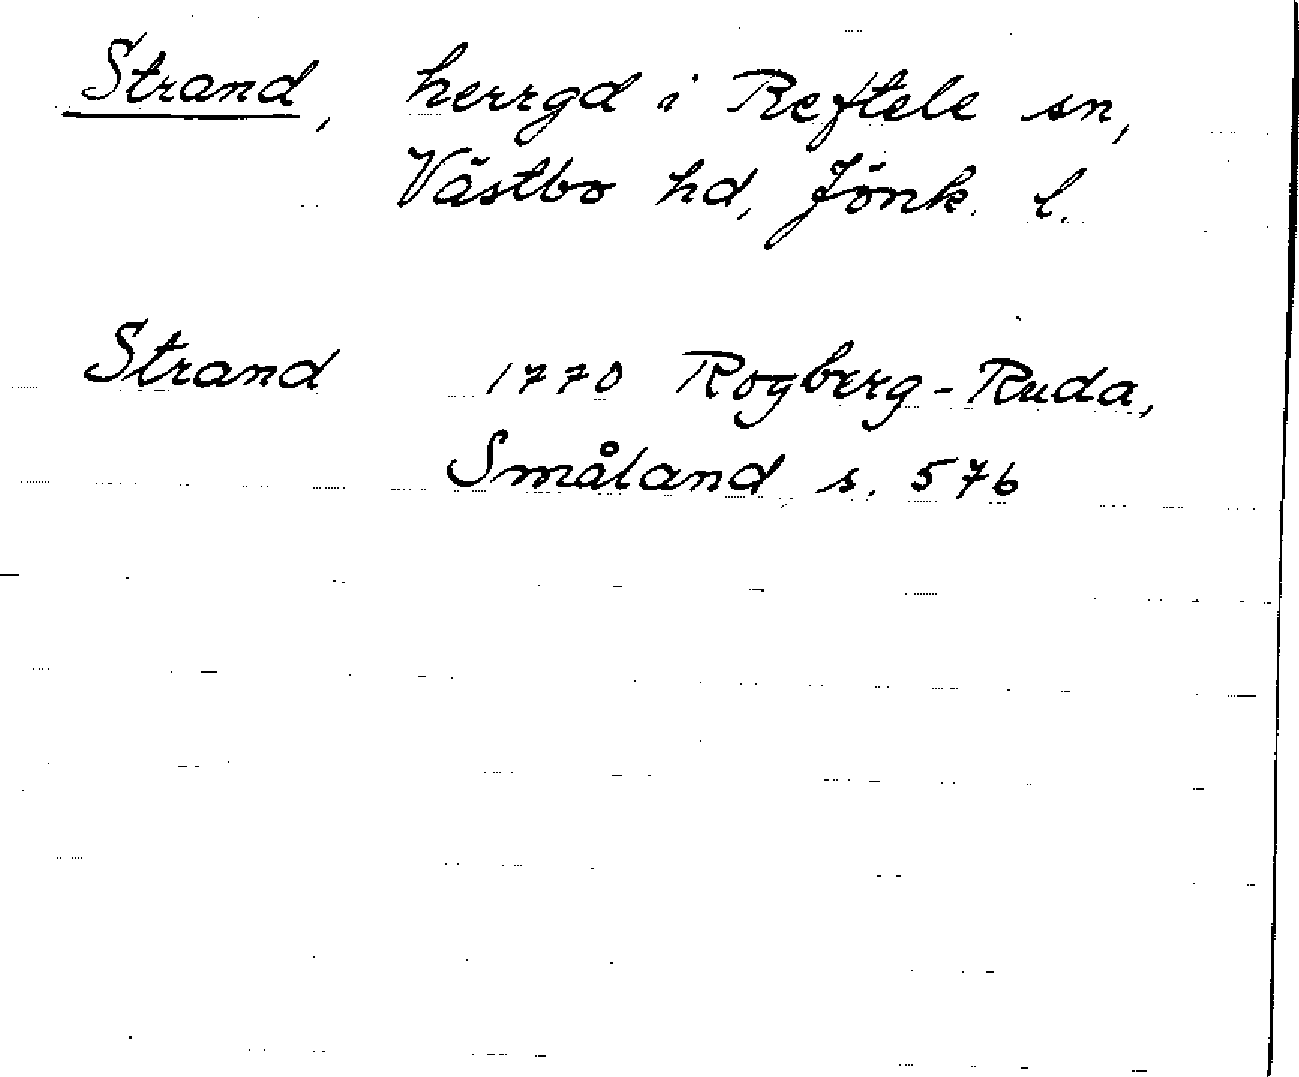 Strand, herrgd i Reftele sn,
Västbo hd, Jönk. l.
Strand 1770 Rogberg-Ruda,
Småland s. 576